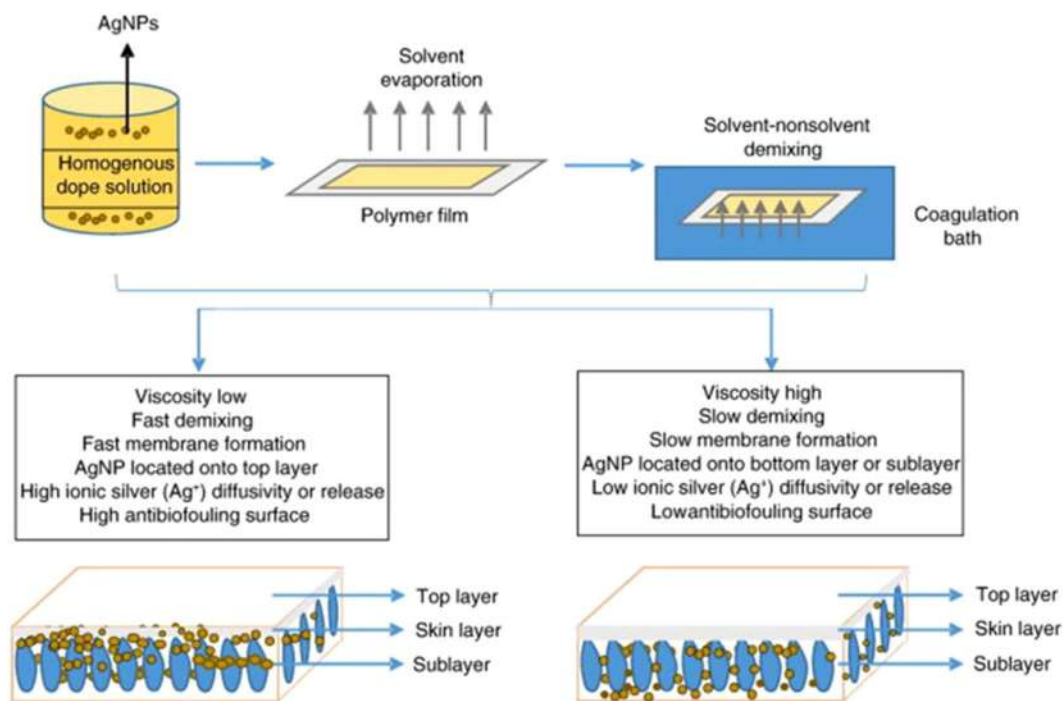 AgNPs
Homogenous
dope solution
Solvent
evaporation
Polymer film
Solvent-nonsolvent
demixing
Coagulation
bath
Viscosity low
Fast demixing
Fast membrane formation
AgNP located onto top layer
High ionic silver (Ag⁺) diffusivity or release
High antibiofouling surface
Viscosity high
Slow demixing
Slow membrane formation
AgNP located onto bottom layer or sublayer
Low ionic silver (Ag⁺) diffusivity or release
Lowantibiofouling surface
Top layer
Skin layer
Sublayer
Top layer
Skin layer
Sublayer